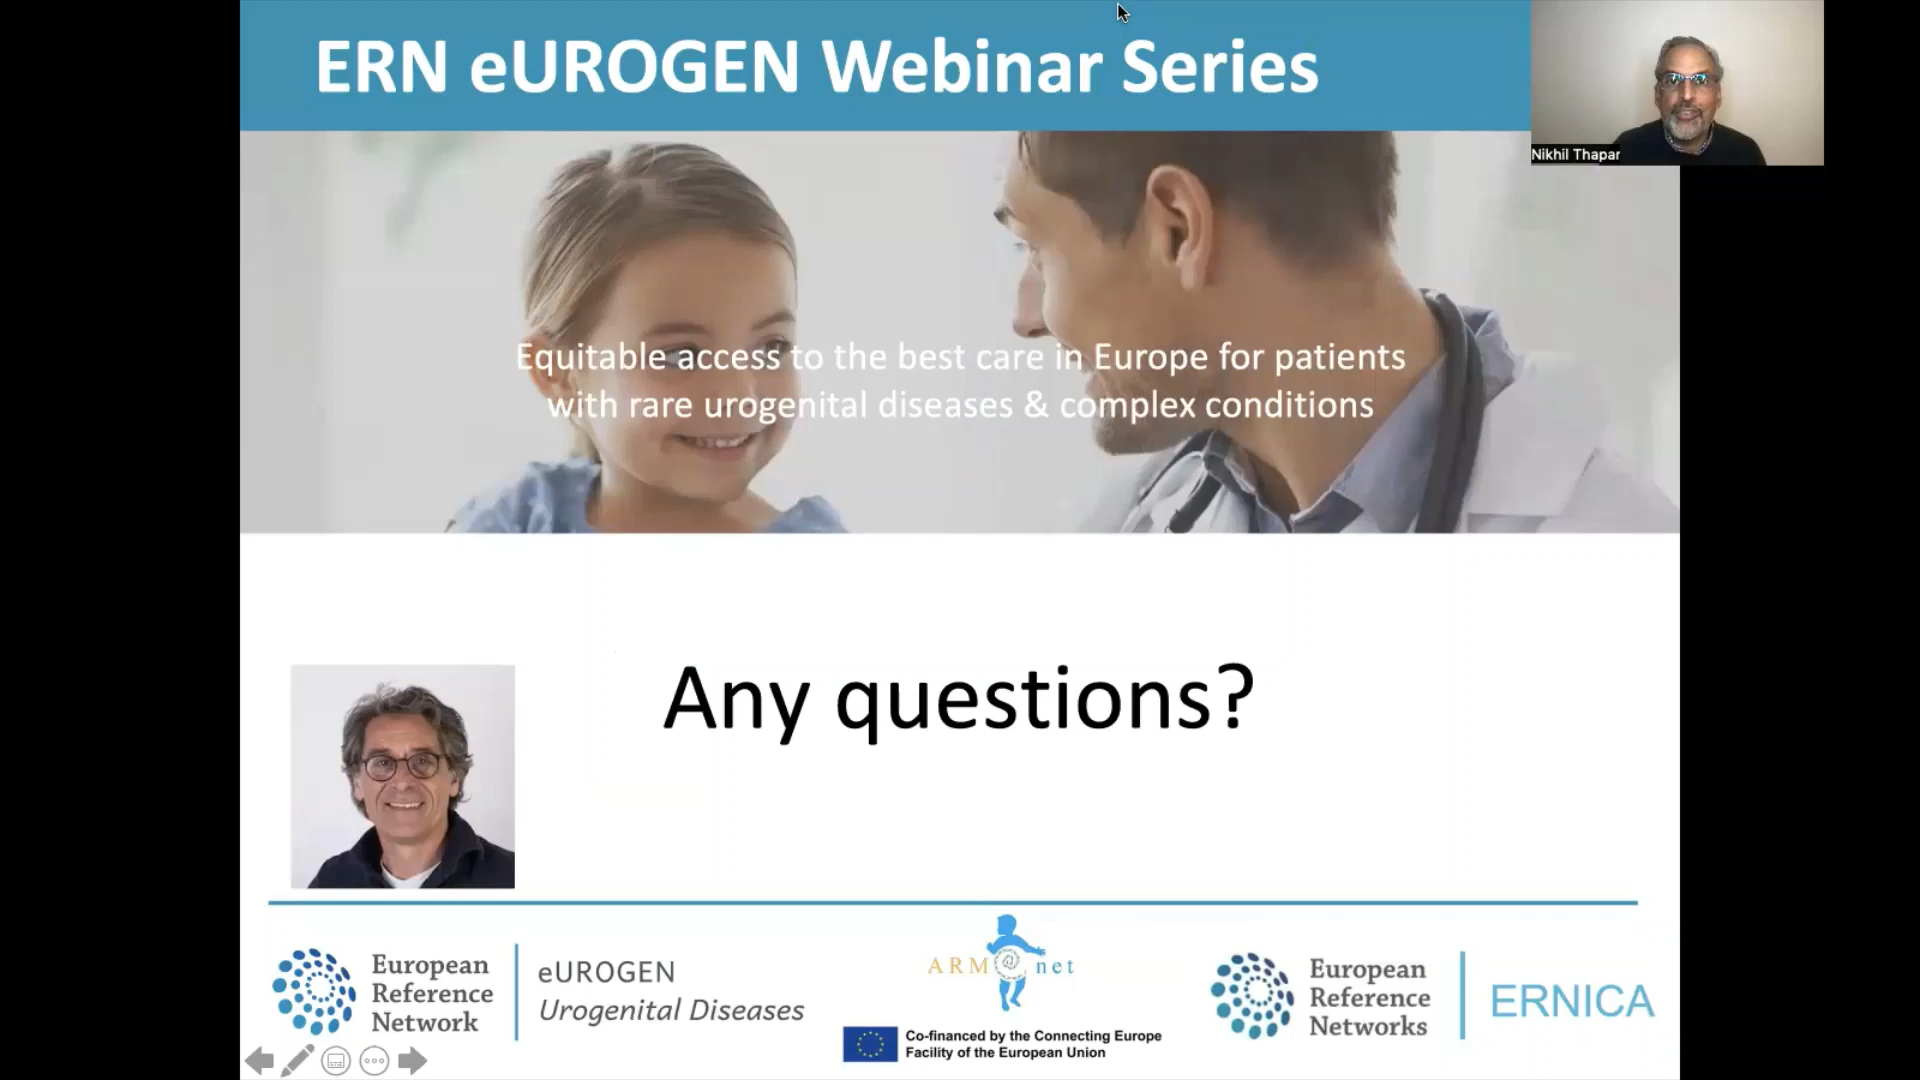 ERN eUROGEN Webinar Series
Nikhil Thapar
Equitable access to the best care in Europe for patients
with rare urogenital diseases & complex conditions
Any questions?
European
Reference
Network
eUROGEN
Urogenital Diseases
ARM net
Co-financed by the Connecting Europe
Facility of the European Union
European
Reference
Networks
ERNICA